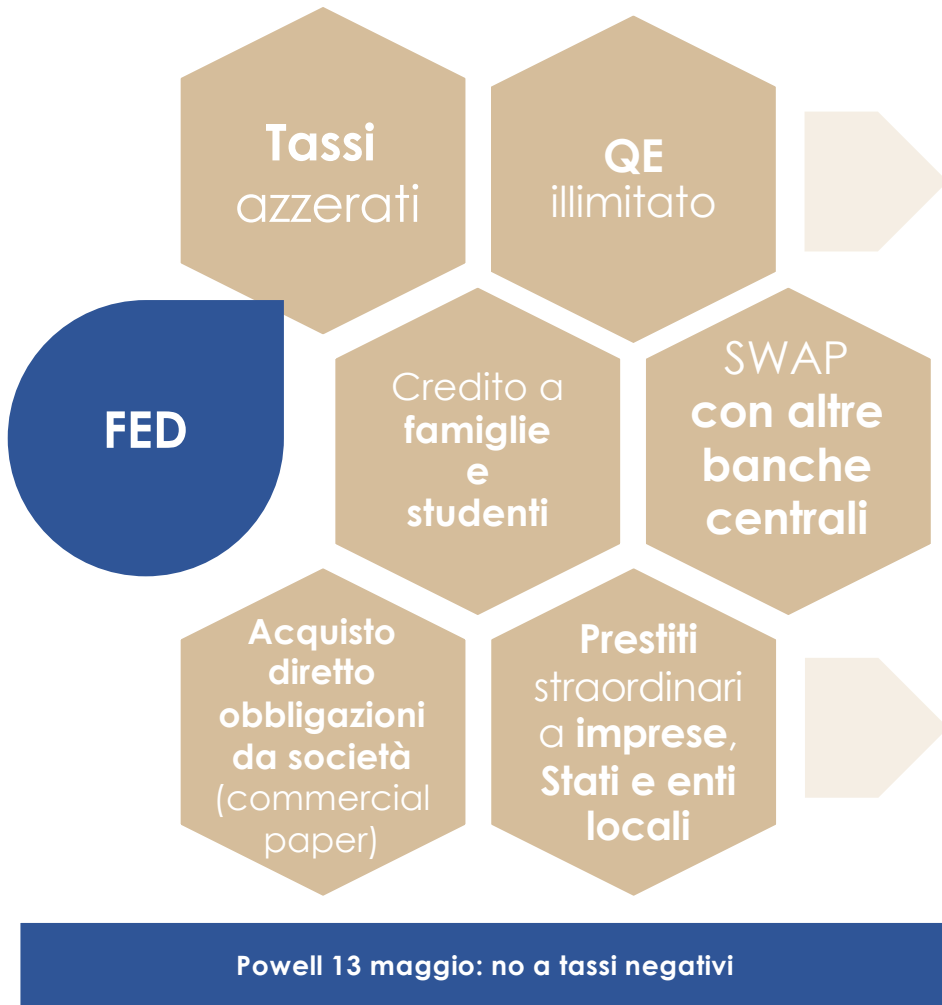 Tassi
azzerati
QE
illimitato
FED
Credito a
famiglie
e
studenti
SWAP
con altre
banche
centrali
Acquisto
diretto
obbligazioni
da società
(commercial
paper)
Prestiti
straordinari
a imprese,
Stati e enti
locali
Powell 13 maggio: no a tassi negativi